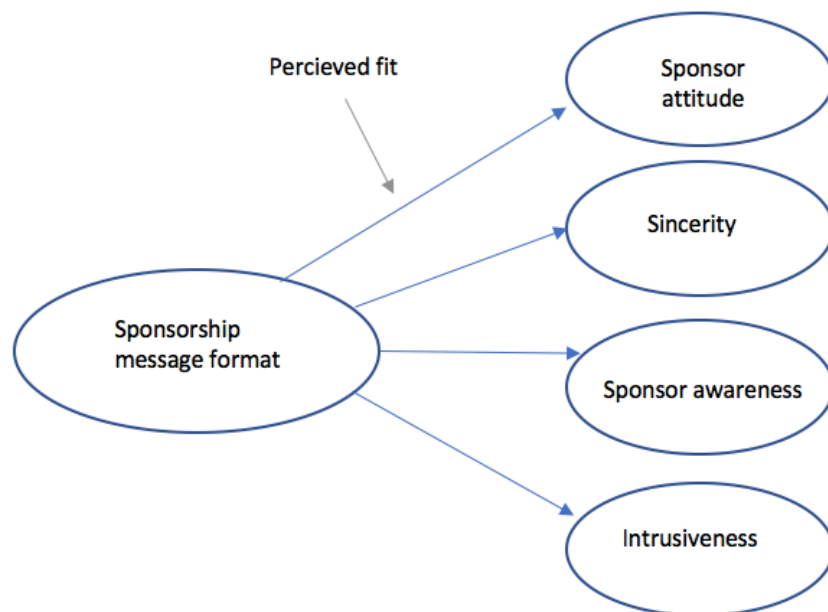 Percieved fit
Sponsor
attitude
Sincerity
Sponsorship
message format
Sponsor awareness
Intrusiveness